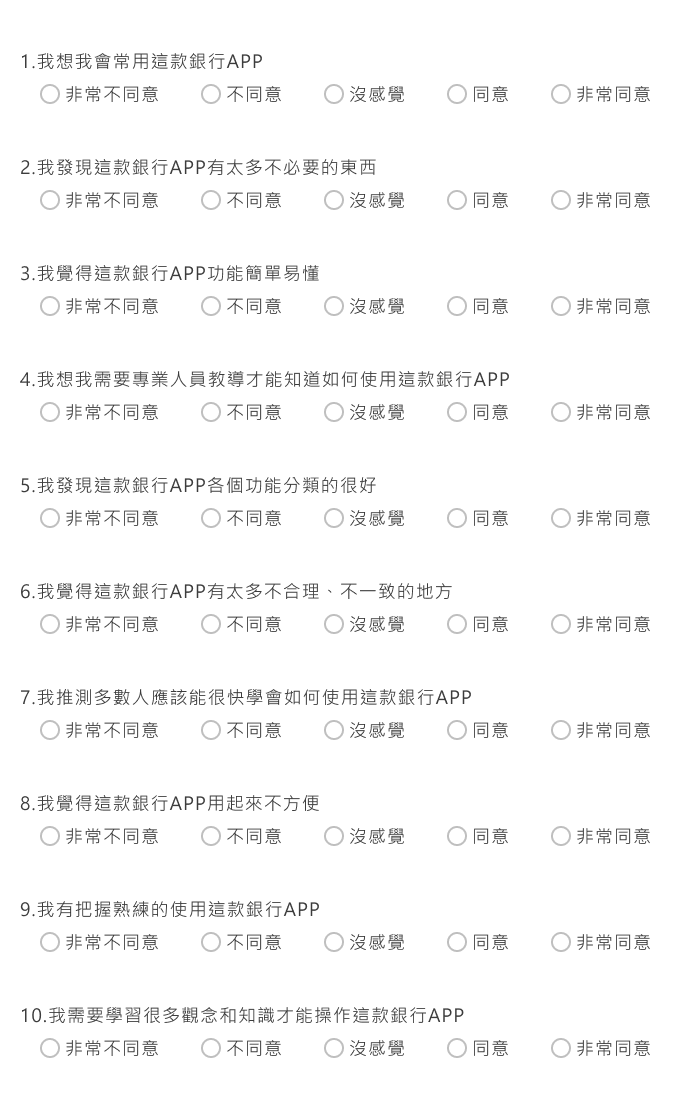 1.我想我會常用這款銀行APP
非常不同意 不同意 沒感覺 同意 非常同意
2.我發現這款銀行APP有太多不必要的東西
非常不同意 不同意 沒感覺 同意 非常同意
3.我覺得這款銀行APP功能簡單易懂
非常不同意 不同意 沒感覺 同意 非常同意
4.我想我需要專業人員教導才能知道如何使用這款銀行APP
非常不同意 不同意 沒感覺 同意 非常同意
5.我發現這款銀行APP各個功能分類的很好
非常不同意 不同意 沒感覺 同意 非常同意
6.我覺得這款銀行APP有太多不合理、不一致的地方
非常不同意 不同意 沒感覺 同意 非常同意
7.我推測多數人應該能很快學會如何使用這款銀行APP
非常不同意 不同意 沒感覺 同意 非常同意
8.我覺得這款銀行APP用起來不方便
非常不同意 不同意 沒感覺 同意 非常同意
9.我有把握熟練的使用這款銀行APP
非常不同意 不同意 沒感覺 同意 非常同意
10.我需要學習很多觀念和知識才能操作這款銀行APP
非常不同意 不同意 沒感覺 同意 非常同意